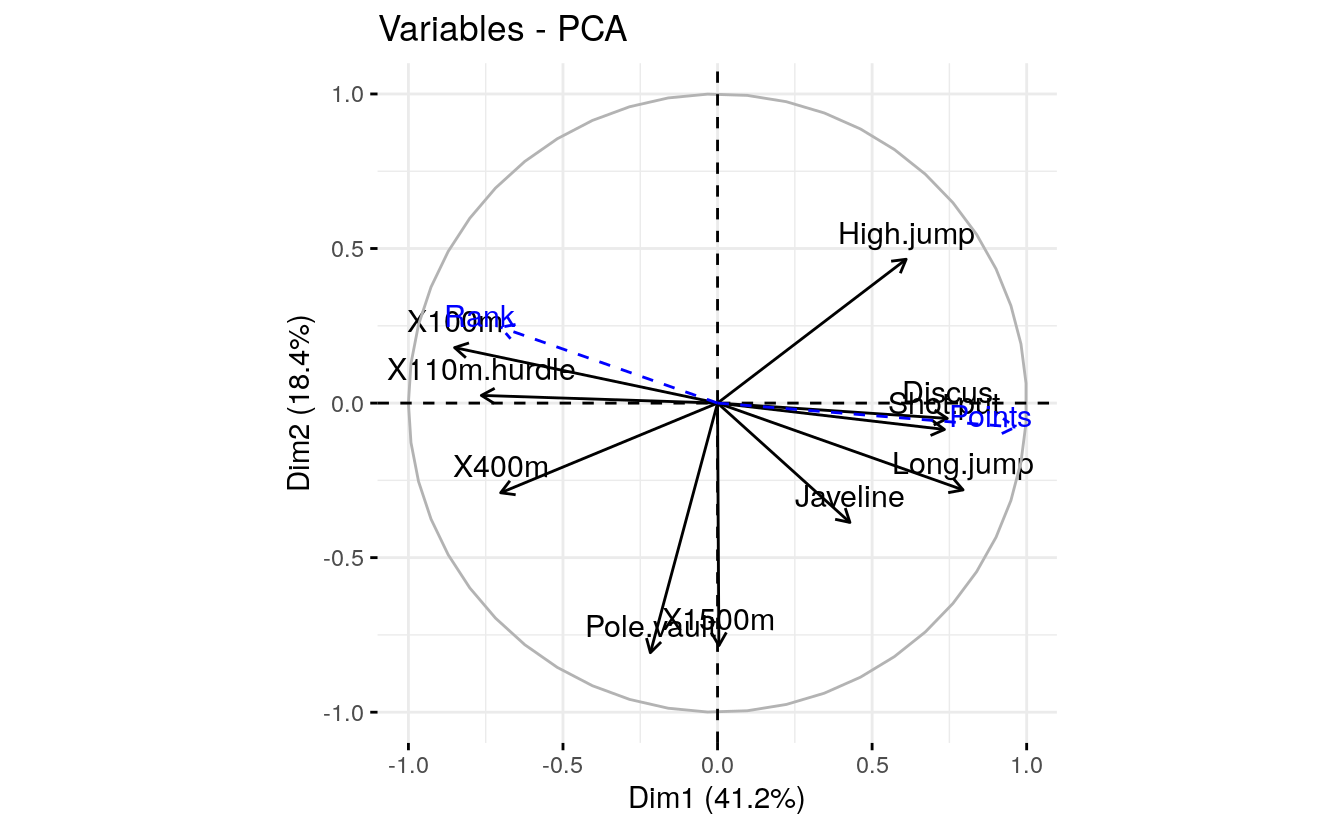 Variables - PCA
1.0
High.jump
0.5
Rank
X100m
X110m.hurdle
Discus
Shot.put
Points
0.0
X400m
Long.jump
Javeline
-0.5
X1500m
Pole.vault
-1.0
-1.0 -0.5 0.0 0.5 1.0
Dim1 (41.2%)
Dim2 (18.4%)